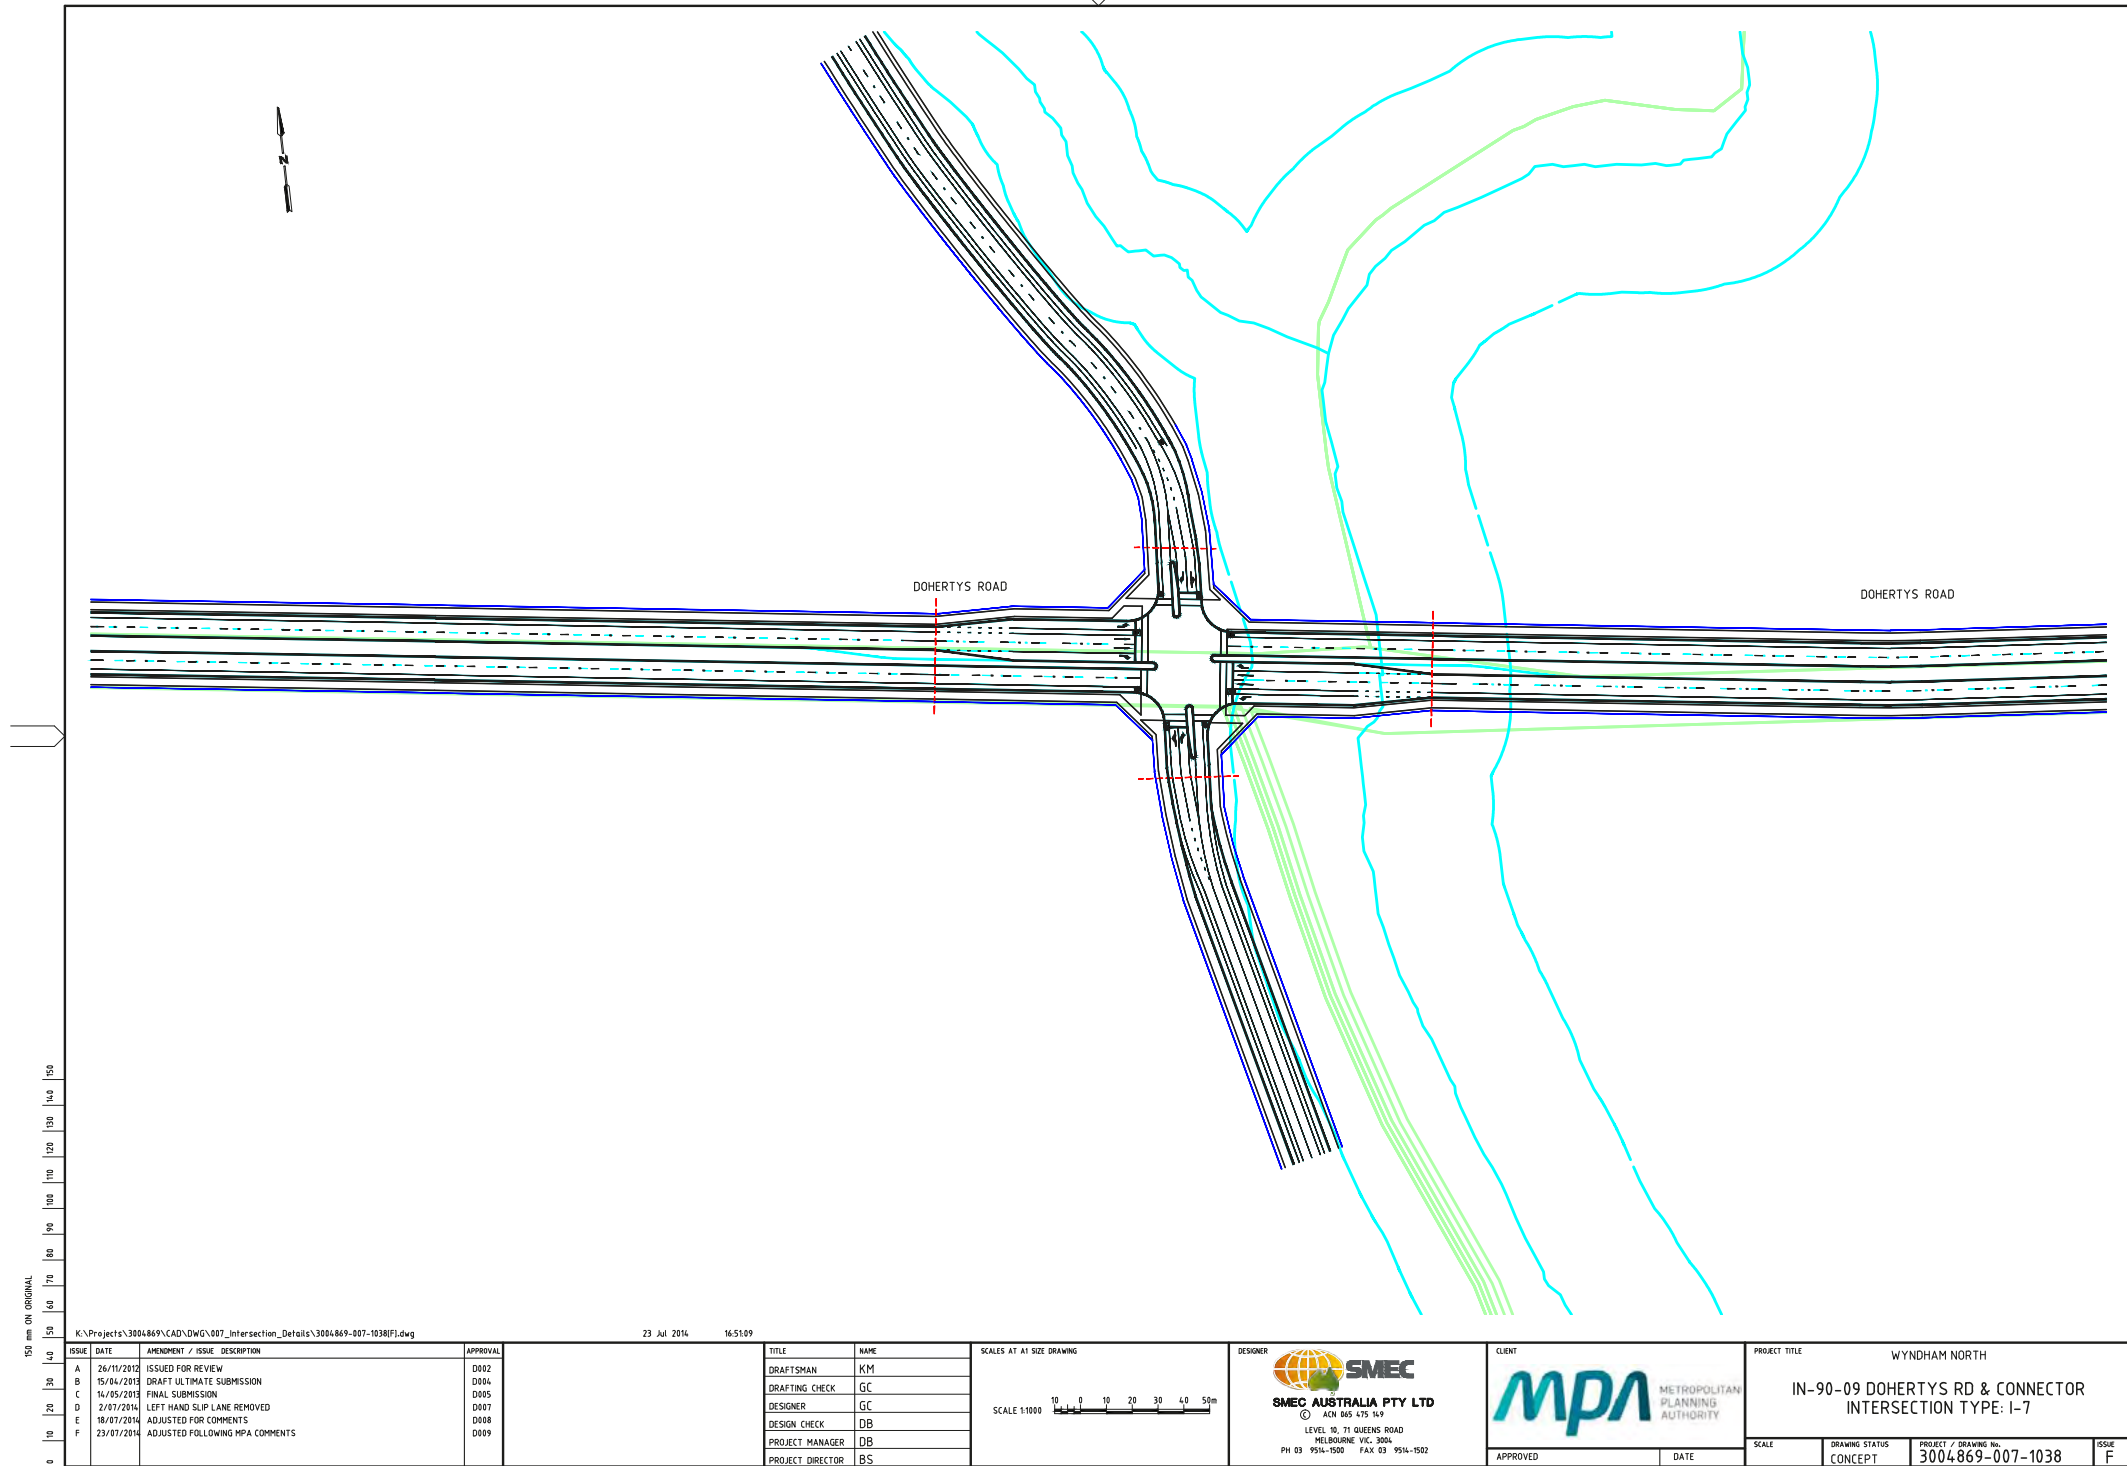 N
DOHERTYS ROAD
DOHERTYS ROAD
150 mm ON ORIGINAL
0 10 20 30 40 50 60 70 80 90 100 110 120 130 140 150
K:\Projects\3004869\CAD\DWG\007_Intersection_Details\3004869-007-1038(F).dwg 23 Jul 2014 16:51:09
ISSUE DATE AMENDMENT / ISSUE DESCRIPTION APPROVAL
A 26/11/2012 ISSUED FOR REVIEW D002
B 15/04/2013 DRAFT ULTIMATE SUBMISSION D004
C 14/05/2013 FINAL SUBMISSION D005
D 2/07/2014 LEFT HAND SLIP LANE REMOVED D007
E 18/07/2014 ADJUSTED FOR COMMENTS D008
F 23/07/2014 ADJUSTED FOLLOWING MPA COMMENTS D009
TITLE NAME
DRAFTSMAN KM
DRAFTING CHECK GC
DESIGNER GC
DESIGN CHECK DB
PROJECT MANAGER DB
PROJECT DIRECTOR BS
SCALES AT A1 SIZE DRAWING
SCALE 1:1000
10 0 10 20 30 40 50m
DESIGNER
SMEC
SMEC AUSTRALIA PTY LTD
© ACN 065 475 149
LEVEL 10, 71 QUEENS ROAD
MELBOURNE VIC. 3004
PH 03 9514-1500 FAX 03 9514-1502
CLIENT
MPA
METROPOLITAN
PLANNING
AUTHORITY
APPROVED DATE
PROJECT TITLE
WYNDHAM NORTH
IN-90-09 DOHERTYS RD & CONNECTOR
INTERSECTION TYPE: I-7
SCALE
DRAWING STATUS
CONCEPT
PROJECT / DRAWING No.
3004869-007-1038
ISSUE
F